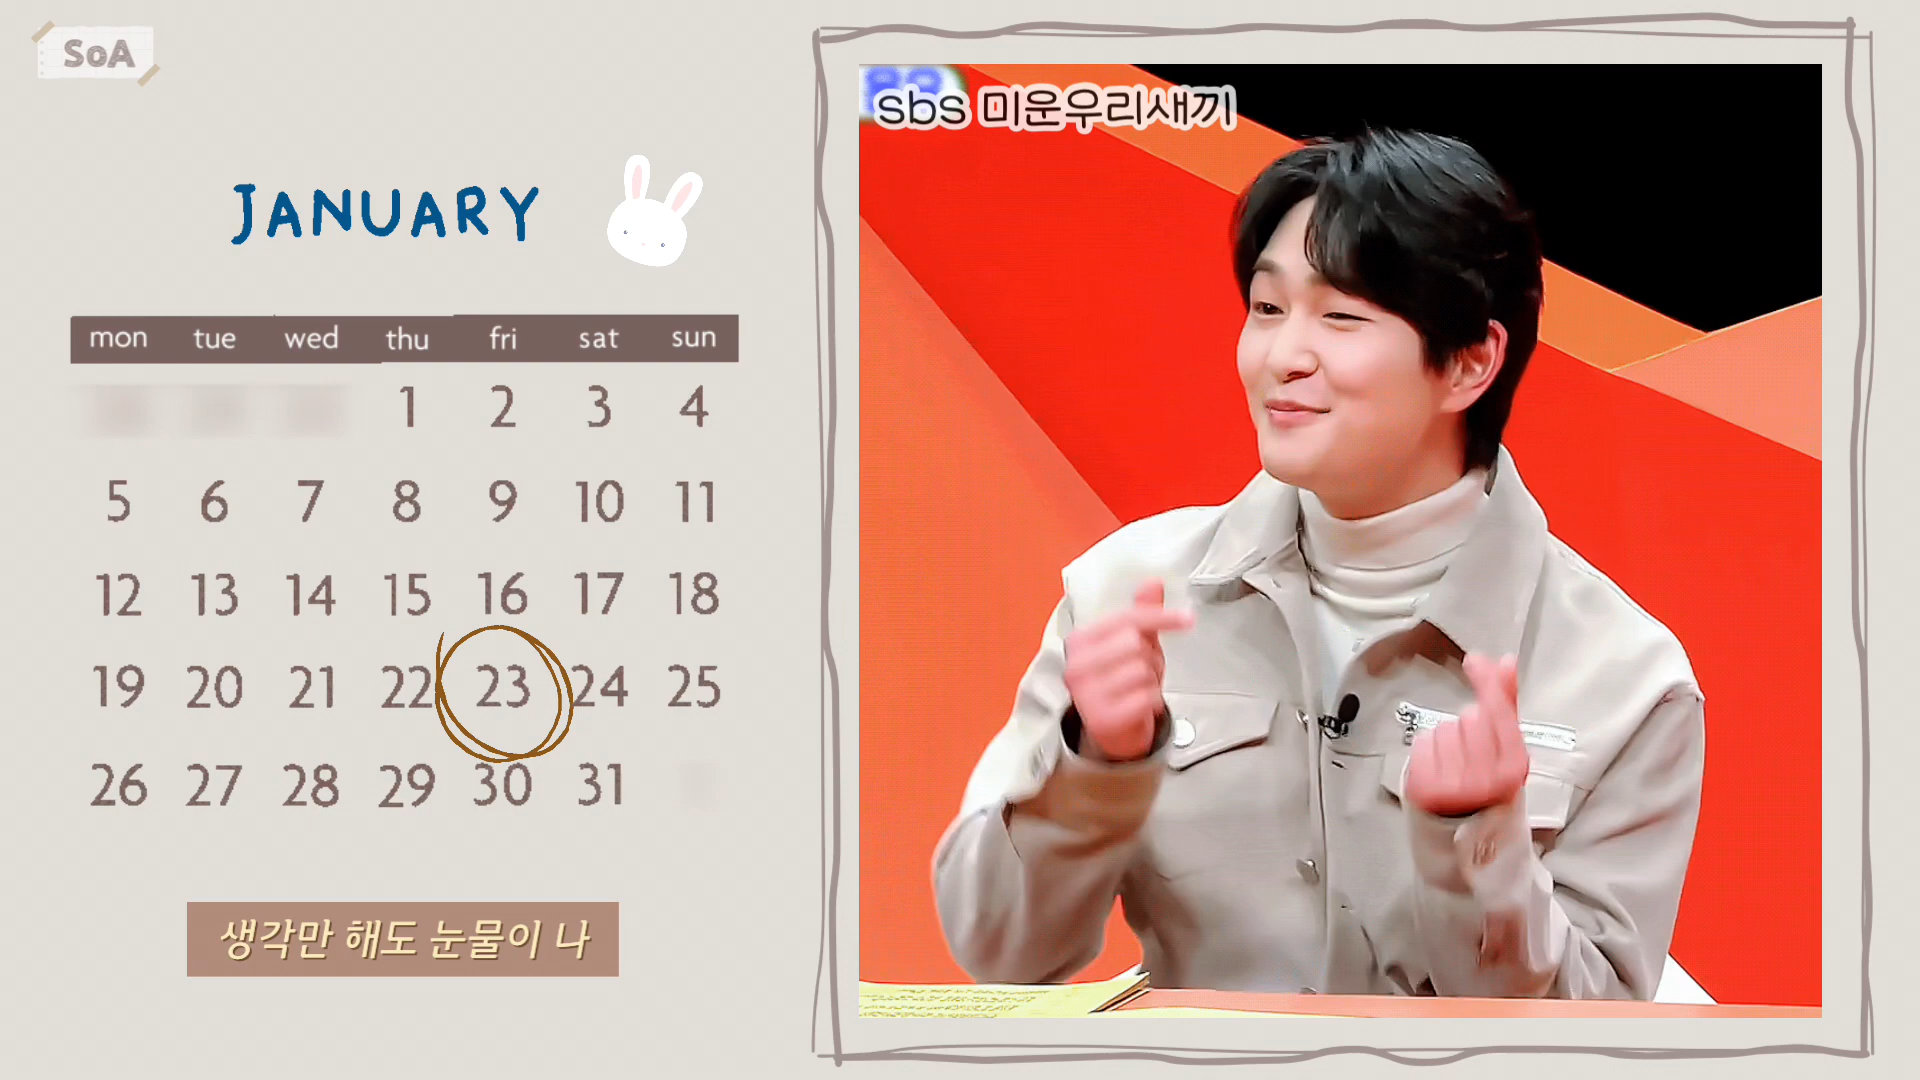 SoA
JANUARY
mon tue wed thu fri sat sun
1 2 3 4
5 6 7 8 9 10 11
12 13 14 15 16 17 18
19 20 21 22 23 24 25
26 27 28 29 30 31
생각만 해도 눈물이 나
sbs 미운우리새끼